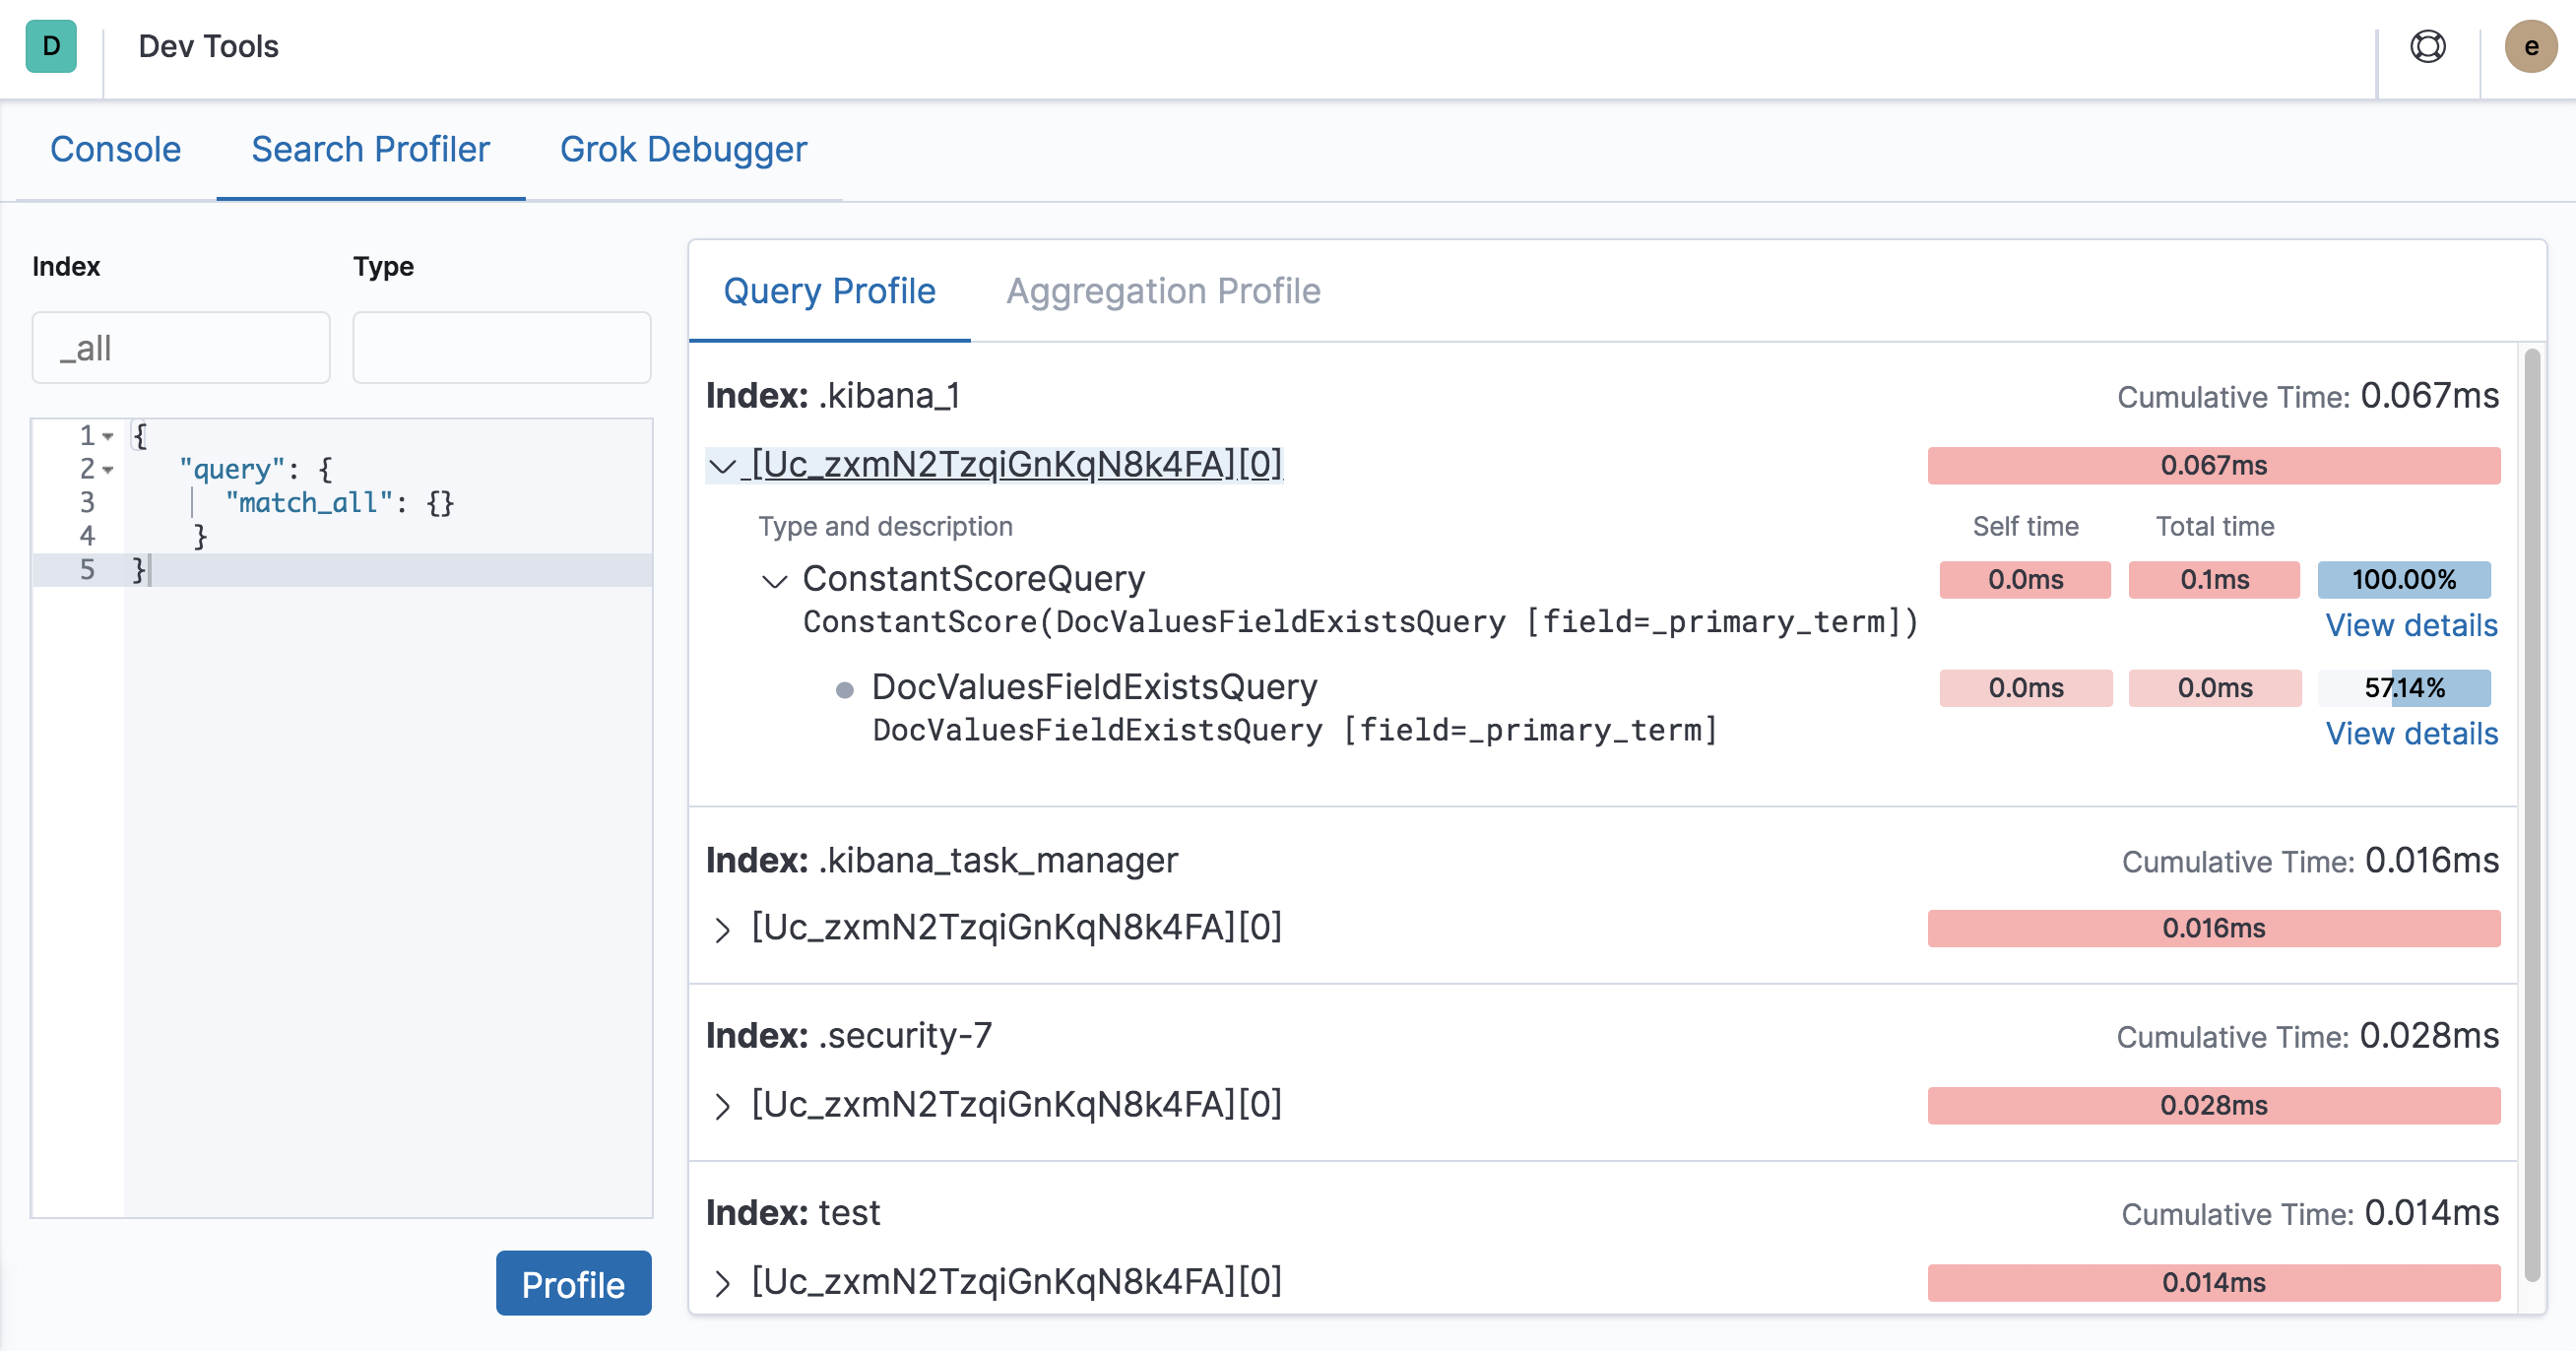 D Dev Tools e
Console Search Profiler Grok Debugger
Index Type
_all
1 {
2 "query": {
3 "match_all": {}
4 }
5 }
Profile
Query Profile Aggregation Profile
Index: .kibana_1 Cumulative Time: 0.067ms
[Uc_zxmN2TzqiGnKqN8k4FA][0] 0.067ms
Type and description Self time Total time
ConstantScoreQuery 0.0ms 0.1ms 100.00%
ConstantScore(DocValuesFieldExistsQuery [field=_primary_term]) View details
DocValuesFieldExistsQuery 0.0ms 0.0ms 57.14%
DocValuesFieldExistsQuery [field=_primary_term] View details
Index: .kibana_task_manager Cumulative Time: 0.016ms
[Uc_zxmN2TzqiGnKqN8k4FA][0] 0.016ms
Index: .security-7 Cumulative Time: 0.028ms
[Uc_zxmN2TzqiGnKqN8k4FA][0] 0.028ms
Index: test Cumulative Time: 0.014ms
[Uc_zxmN2TzqiGnKqN8k4FA][0] 0.014ms